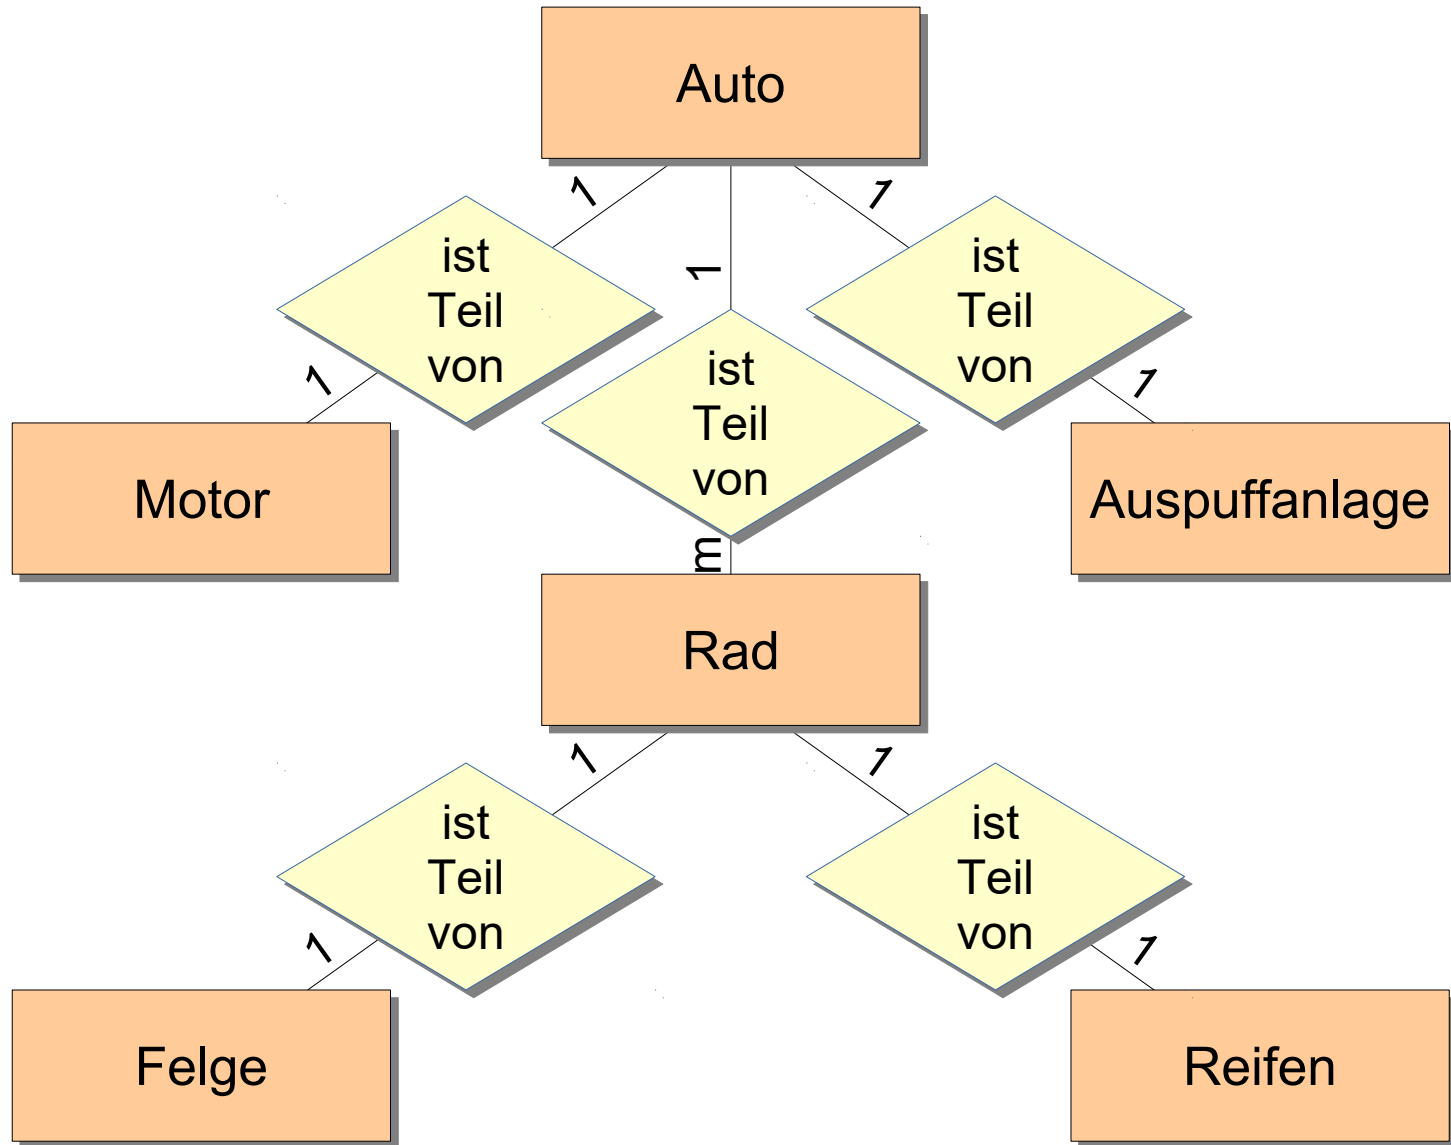 Auto
1
1
1
ist
Teil
von
ist
Teil
von
ist
Teil
von
1
1
m
Motor
Auspuffanlage
Rad
1
1
ist
Teil
von
ist
Teil
von
1
1
Felge
Reifen